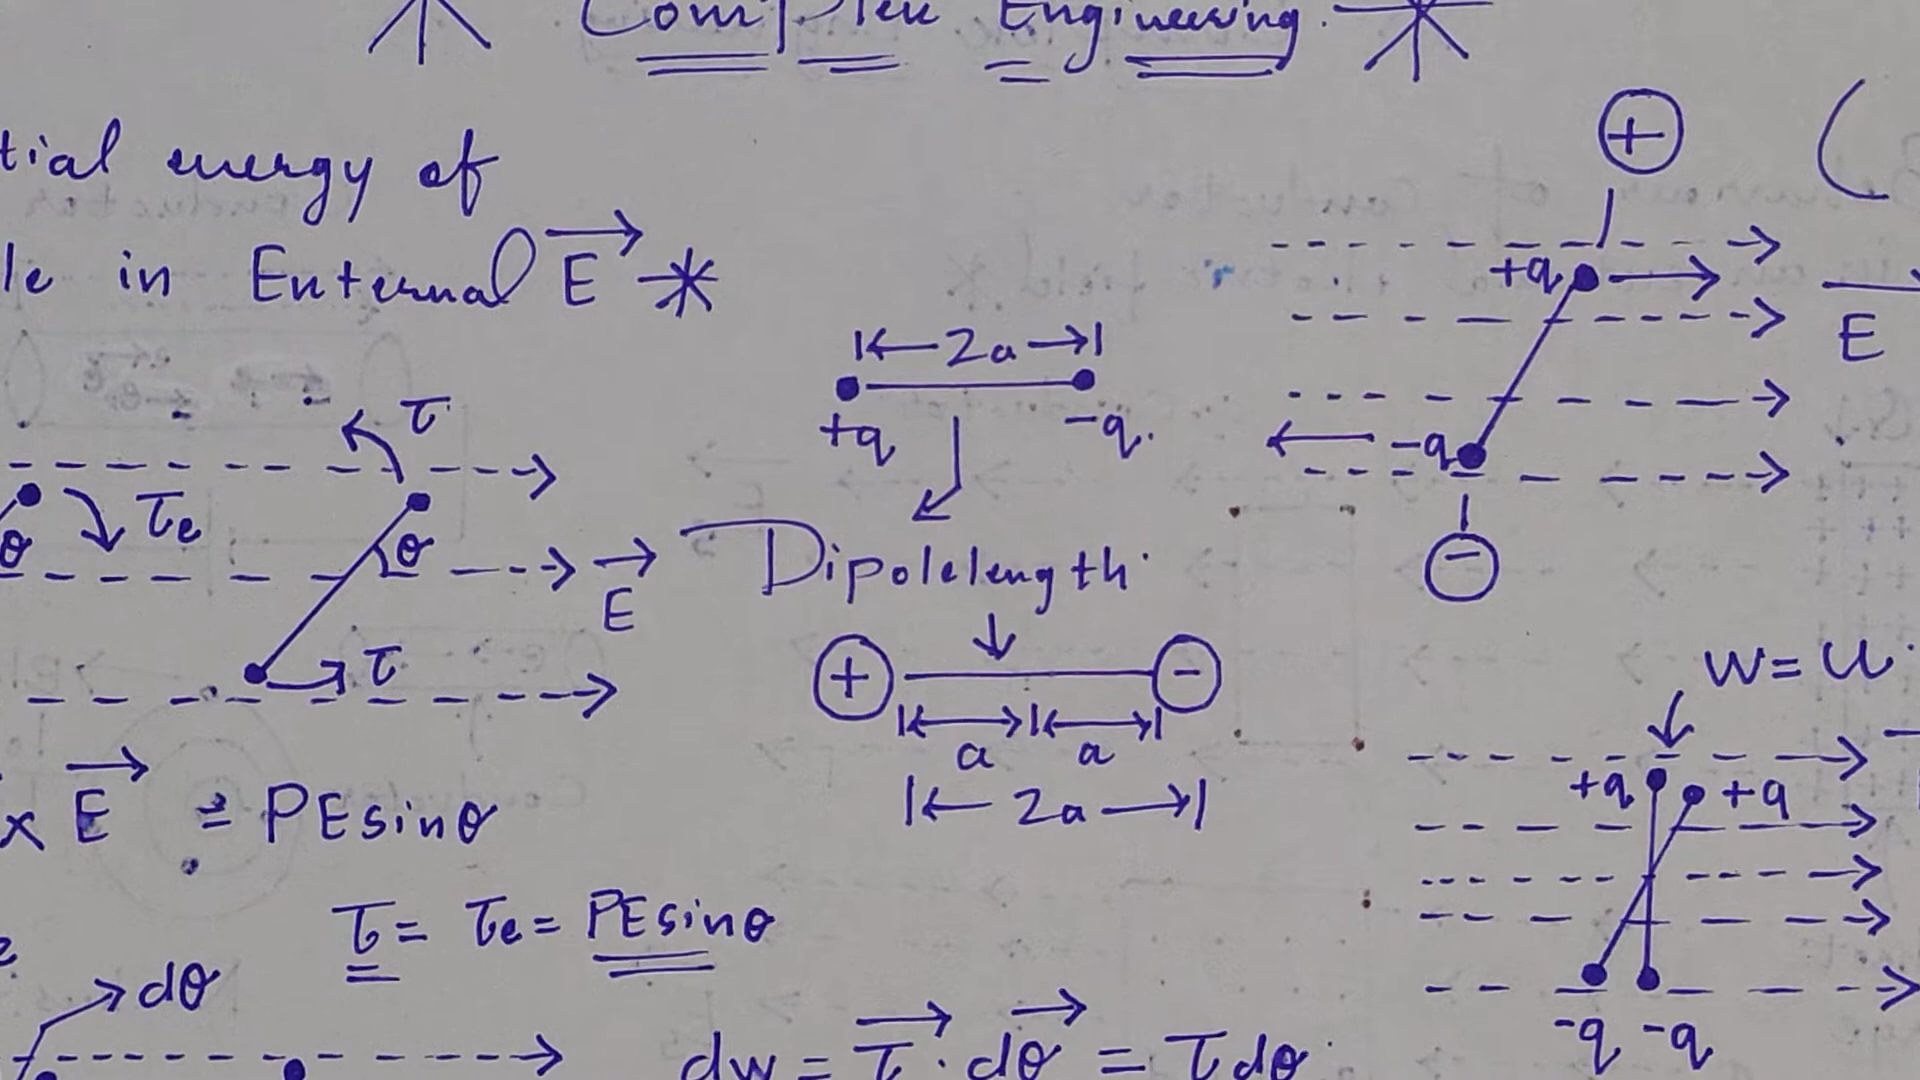 Complex Engineering.
tial energy of
le in External E
2a
+q -q.
Dipolelength
+ -
a a
2a
+
+q
E
-q
-
τ
τe
θ θ
E
τ
x E = PEsinθ
τ = τe = PEsinθ
dθ
dw = τ . dθ = τdθ
W = U
+q +q
-q -q